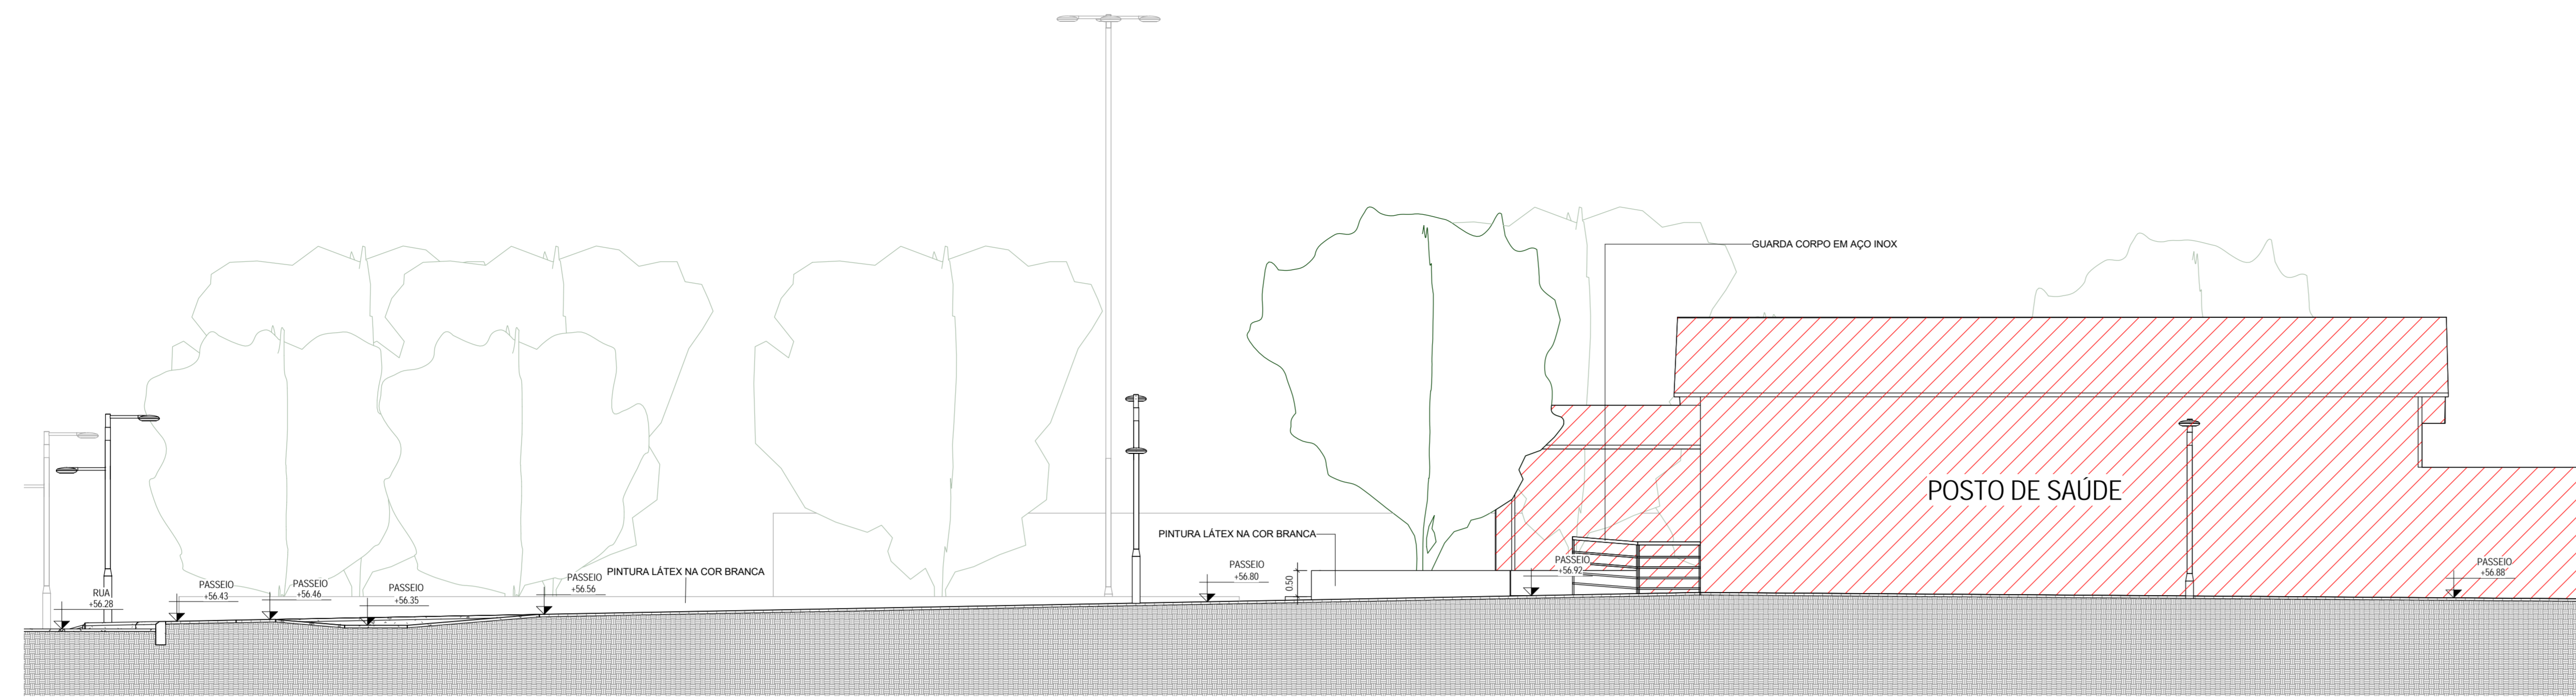 GUARDA CORPO EM AÇO INOX
POSTO DE SAÚDE
PINTURA LÁTEX NA COR BRANCA
PASSEIO
+56.92
PASSEIO
+56.88
PASSEIO
+56.80
0.50
PINTURA LÁTEX NA COR BRANCA
PASSEIO
+56.56
PASSEIO
+56.35
PASSEIO
+56.46
PASSEIO
+56.43
RUA
+56.28